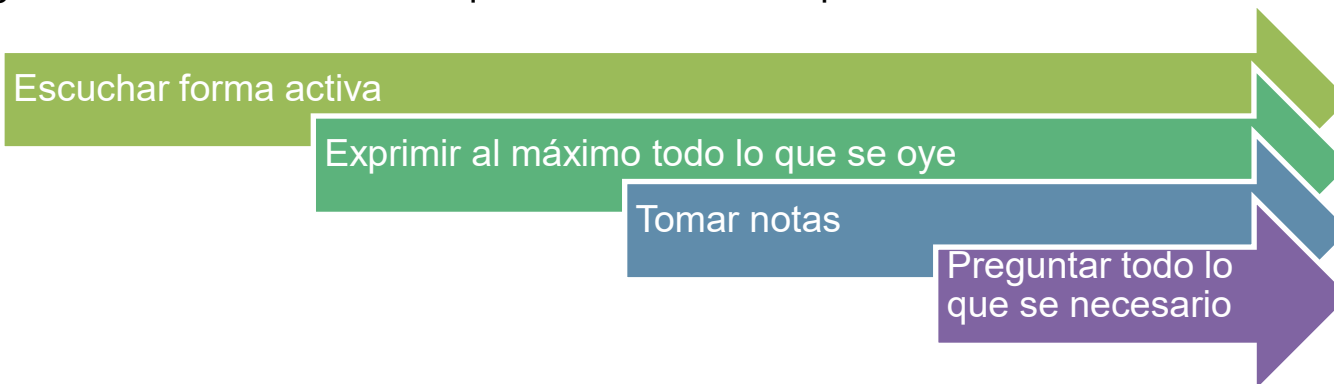 Escuchar forma activa
Exprimir al máximo todo lo que se oye
Tomar notas
Preguntar todo lo
que se necesario